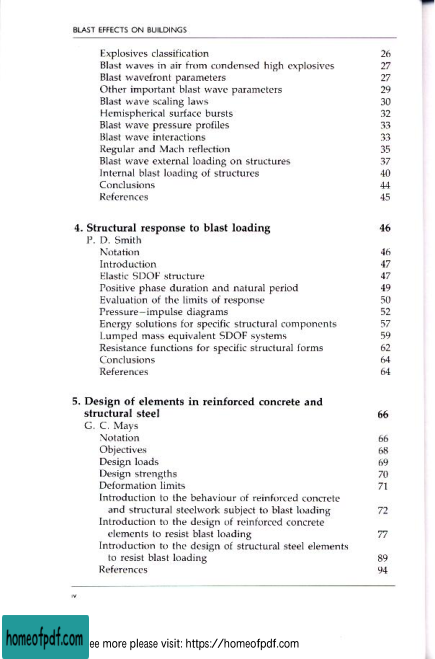 BLAST EFFECTS ON BUILDINGS
Explosives classification 26
Blast waves in air from condensed high explosives 27
Blast wavefront parameters 27
Other important blast wave parameters 29
Blast wave scaling laws 30
Hemispherical surface bursts 32
Blast wave pressure profiles 33
Blast wave interactions 33
Regular and Mach reflection 35
Blast wave external loading on structures 37
Internal blast loading of structures 40
Conclusions 44
References 45
4. Structural response to blast loading 46
P. D. Smith
Notation 46
Introduction 47
Elastic SDOF structure 47
Positive phase duration and natural period 49
Evaluation of the limits of response 50
Pressure–impulse diagrams 52
Energy solutions for specific structural components 57
Lumped mass equivalent SDOF systems 59
Resistance functions for specific structural forms 62
Conclusions 64
References 64
5. Design of elements in reinforced concrete and
structural steel 66
G. C. Mays
Notation 66
Objectives 68
Design loads 69
Design strengths 70
Deformation limits 71
Introduction to the behaviour of reinforced concrete
and structural steelwork subject to blast loading 72
Introduction to the design of reinforced concrete
elements to resist blast loading 77
Introduction to the design of structural steel elements
to resist blast loading 89
References 94
iv
homeofpdf.com ee more please visit: https://homeofpdf.com